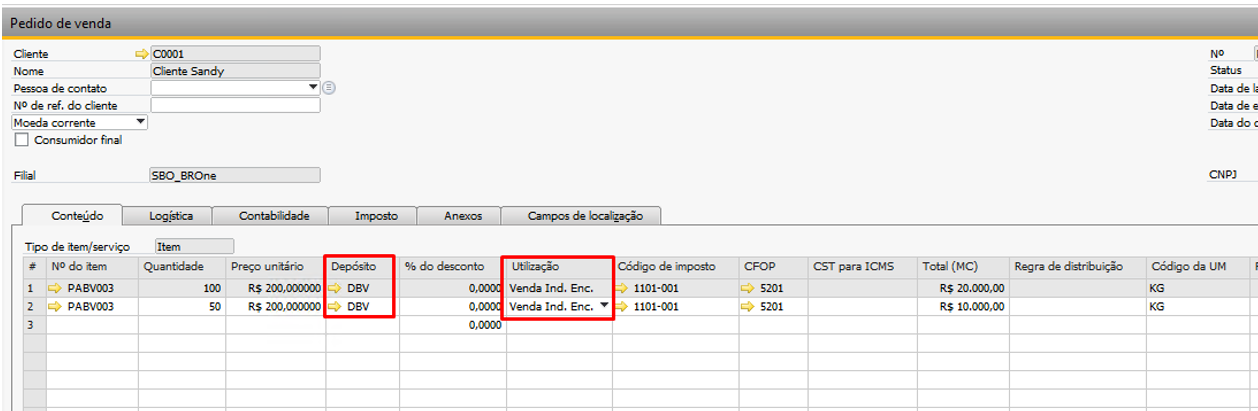 Pedido de venda
Cliente C0001 Nº
Nome Cliente Sandy Status
Pessoa de contato Data de
Nº de ref. do cliente Data de
Moeda corrente Data do
Consumidor final
Filial SBO_BROne CNPJ
Conteúdo Logística Contabilidade Imposto Anexos Campos de localização
Tipo de item/serviço Item
# Nº do item Quantidade Preço unitário Depósito % do desconto Utilização Código de imposto CFOP CST para ICMS Total (MC) Regra de distribuição Código da UM
1 PABV003 100 R$ 200,000000 DBV 0,0000 Venda Ind. Enc. 1101-001 5201 R$ 20.000,00 KG
2 PABV003 50 R$ 200,000000 DBV 0,0000 Venda Ind. Enc. 1101-001 5201 R$ 10.000,00 KG
3 0,0000